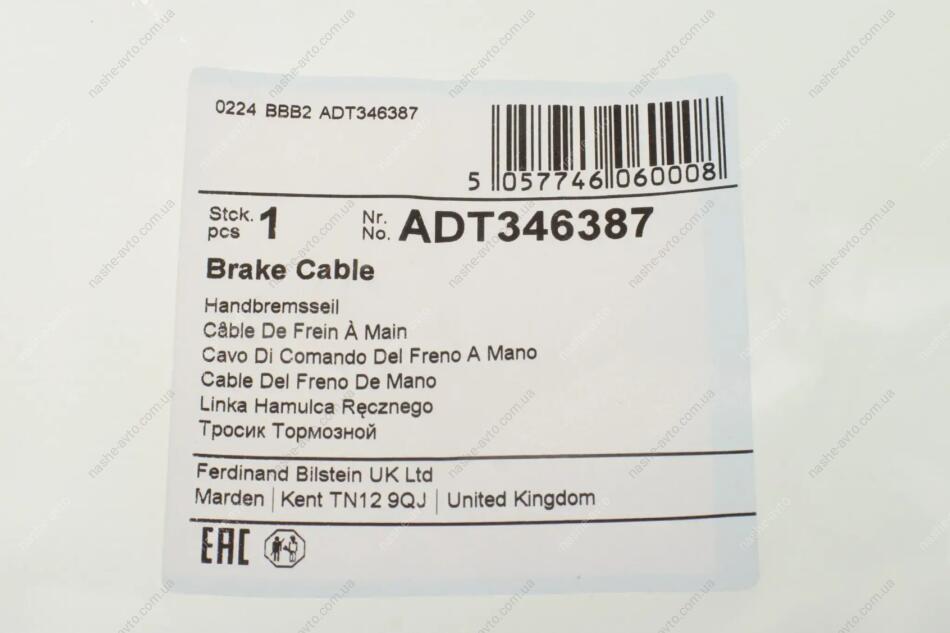 0224 BBB2 ADT346387
5 057746 060008
Stck. pcs 1 Nr. No. ADT346387
Brake Cable
Handbremsseil
Câble De Frein À Main
Cavo Di Comando Del Freno A Mano
Cable Del Freno De Mano
Linka Hamulca Ręcznego
Тросик Тормозной
Ferdinand Bilstein UK Ltd
Marden | Kent TN12 9QJ | United Kingdom
EAC
nashe-avto.com.ua